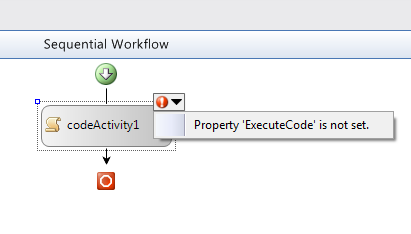 Sequential Workflow
codeActivity1
Property 'ExecuteCode' is not set.